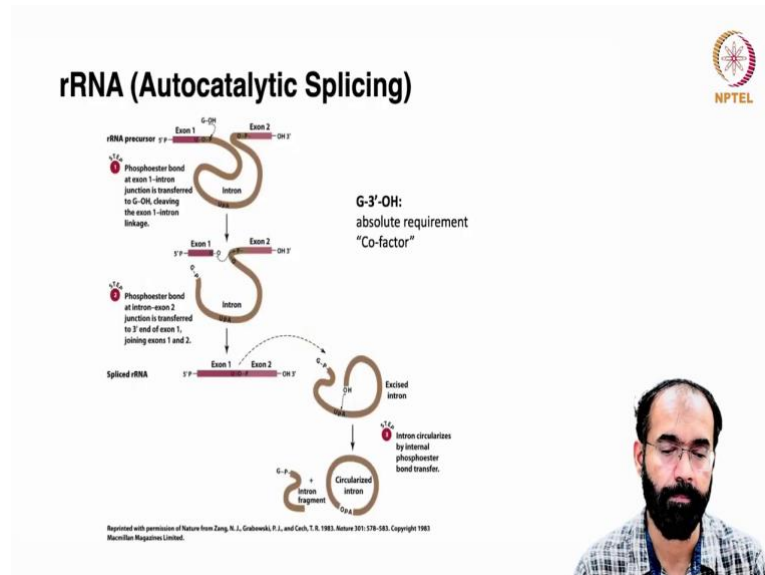 rRNA (Autocatalytic Splicing)
NPTEL
G-OH
Exon 1
Exon 2
rRNA precursor
5'P
OH 3'
STEP
1
Phosphoester bond
at exon 1–intron
junction is transferred
to G–OH, cleaving
the exon 1–intron
linkage.
Intron
UpA
G-3'-OH:
absolute requirement
"Co-factor"
Exon 1
Exon 2
5'P
OH 3'
STEP
2
Phosphoester bond
at intron–exon 2
junction is transferred
to 3' end of exon 1,
joining exons 1 and 2.
Intron
UpA
Exon 1
Exon 2
Spliced rRNA
5'P
OH 3'
G-P
OH
Excised
intron
UpA
STEP
3
Intron circularizes
by internal
phosphoester
bond transfer.
G-P
+
Intron
fragment
Circularized
intron
UpA
Reprinted with permission of Nature from Zang, N. J., Grabowski, P. J., and Cech, T. R. 1983. Nature 301: 578–583. Copyright 1983
Macmillan Magazines Limited.